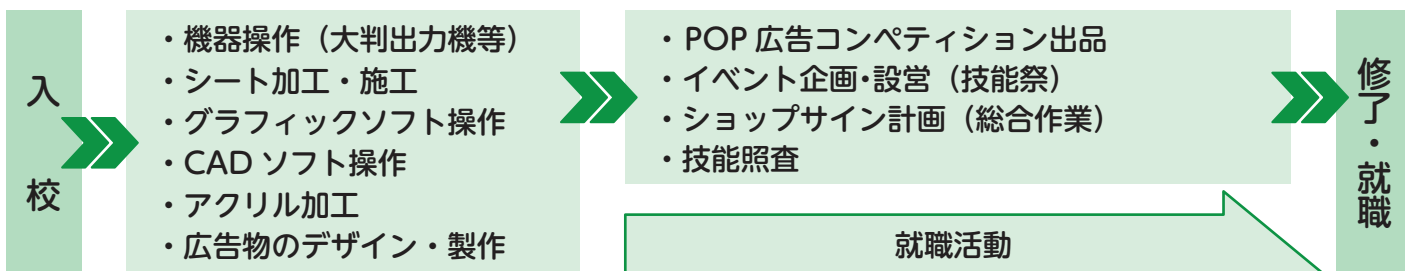 入校
・機器操作（大判出力機等）
・シート加工・施工
・グラフィックソフト操作
・CAD ソフト操作
・アクリル加工
・広告物のデザイン・製作
・POP 広告コンペティション出品
・イベント企画･設営（技能祭）
・ショップサイン計画（総合作業）
・技能照査
就職活動
修了・就職